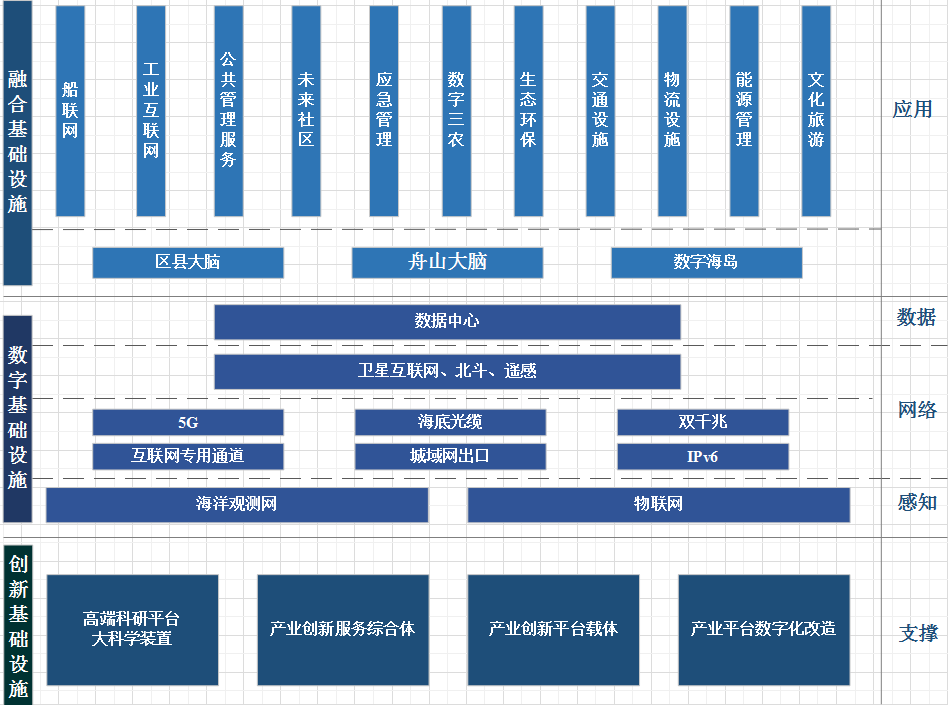 融合基础设施
船联网
工业互联网
公共管理服务
未来社区
应急管理
数字三农
生态环保
交通设施
物流设施
能源管理
文化旅游
应用
区县大脑
舟山大脑
数字海岛
数字基础设施
数据中心
数据
卫星互联网、北斗、遥感
网络
5G
海底光缆
双千兆
互联网专用通道
城域网出口
IPv6
海洋观测网
物联网
感知
创新基础设施
高端科研平台
大科学装置
产业创新服务综合体
产业创新平台载体
产业平台数字化改造
支撑